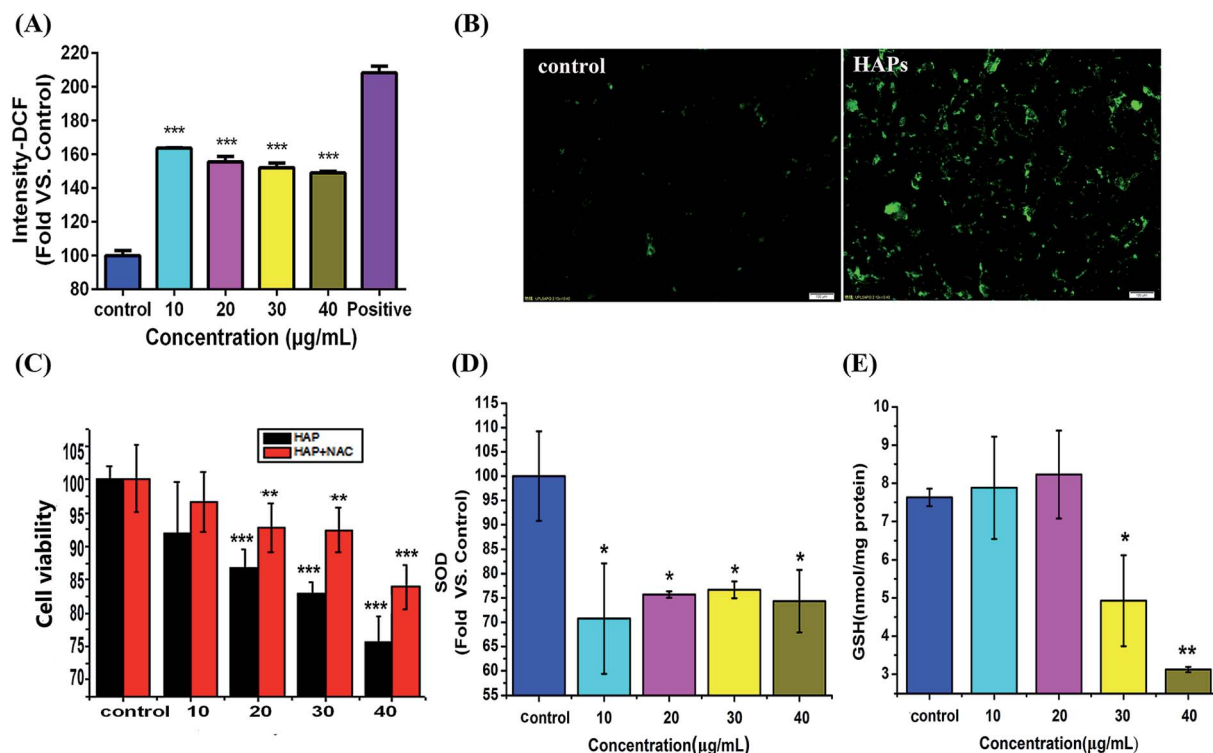 (A)
220
200
180
160
140
120
100
80
Intensity-DCF
(Fold VS. Control)
***
***
***
***
control 10 20 30 40 Positive
Concentration (µg/mL)
(B)
control
HAPs
(C)
105
100
95
90
85
80
75
70
Cell viability
HAP
HAP+NAC
***
**
***
**
***
***
control 10 20 30 40
(D)
115
110
105
100
95
90
85
80
75
70
65
60
55
SOD
(Fold VS. Control)
*
*
*
*
control 10 20 30 40
Concentration(µg/mL)
(E)
10
9
8
7
6
5
4
3
GSH(nmol/mg protein)
*
**
control 10 20 30 40
Concentration(µg/mL)